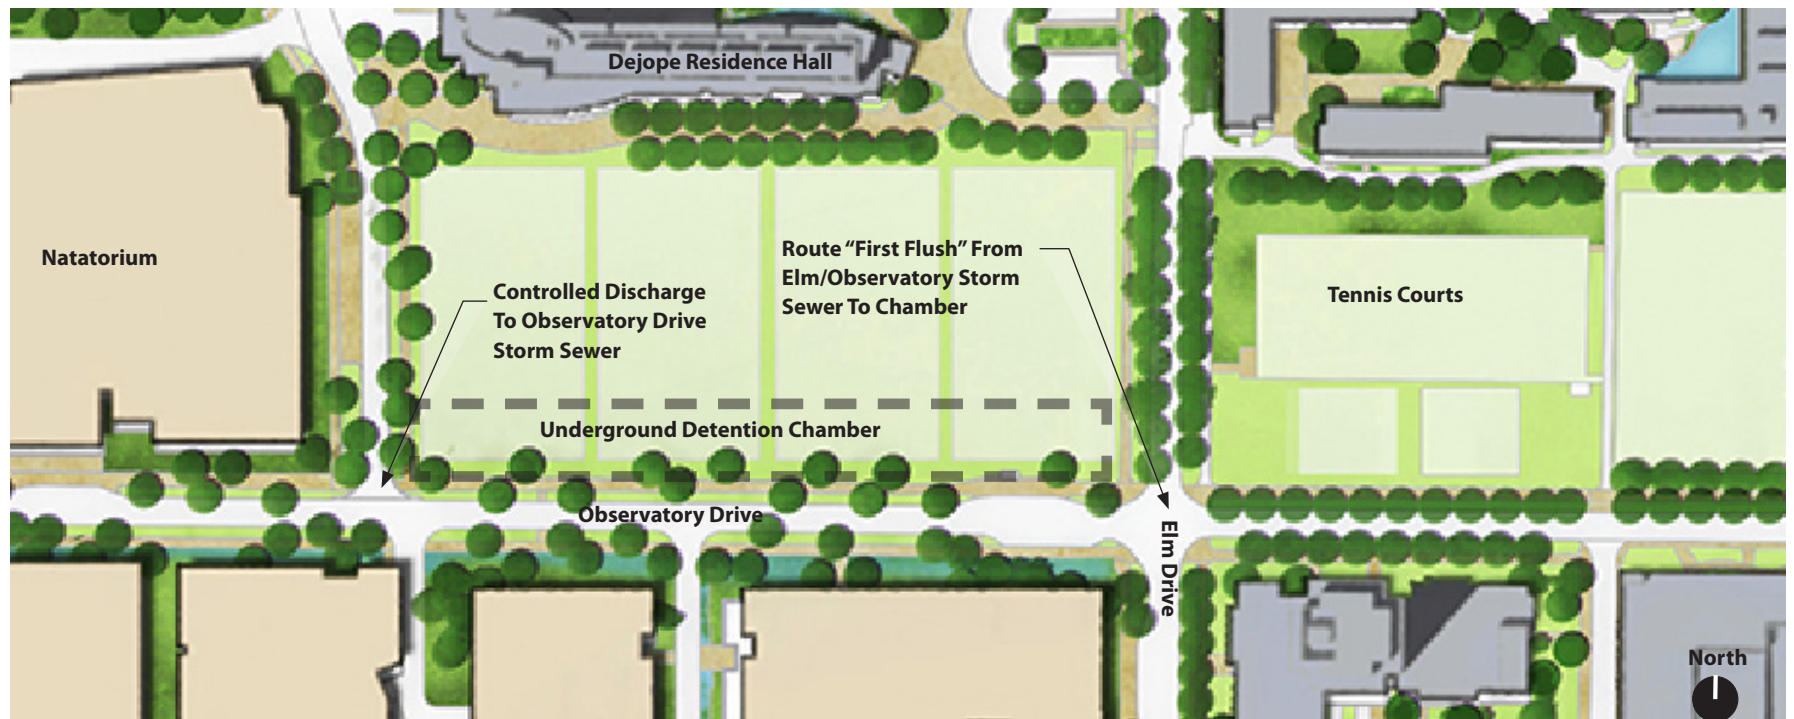 Dejope Residence Hall
Natatorium
Route “First Flush” From
Elm/Observatory Storm
Sewer To Chamber
Controlled Discharge
To Observatory Drive
Storm Sewer
Tennis Courts
Underground Detention Chamber
Observatory Drive
Elm Drive
North